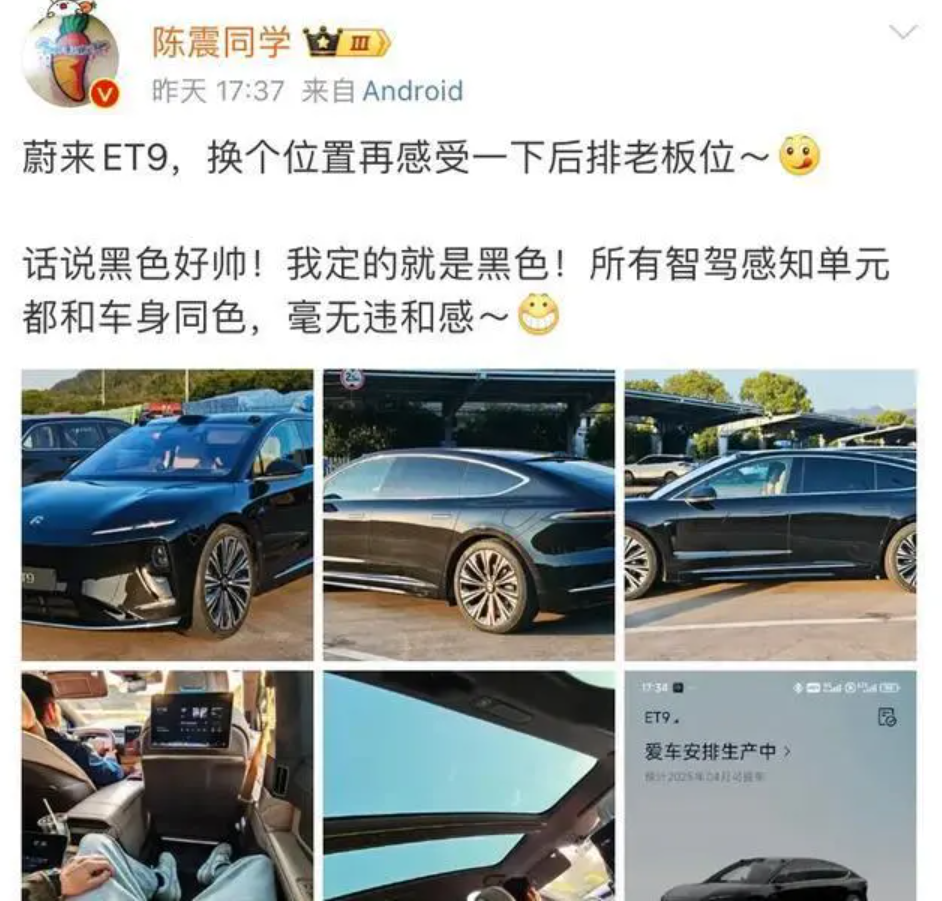 陈震同学
III
昨天 17:37 来自 Android
蔚来ET9，换个位置再感受一下后排老板位～
话说黑色好帅！我定的就是黑色！所有智驾感知单元
都和车身同色，毫无违和感～
17:34
ET9
爱车安排生产中 >
预计2025年04月可提车